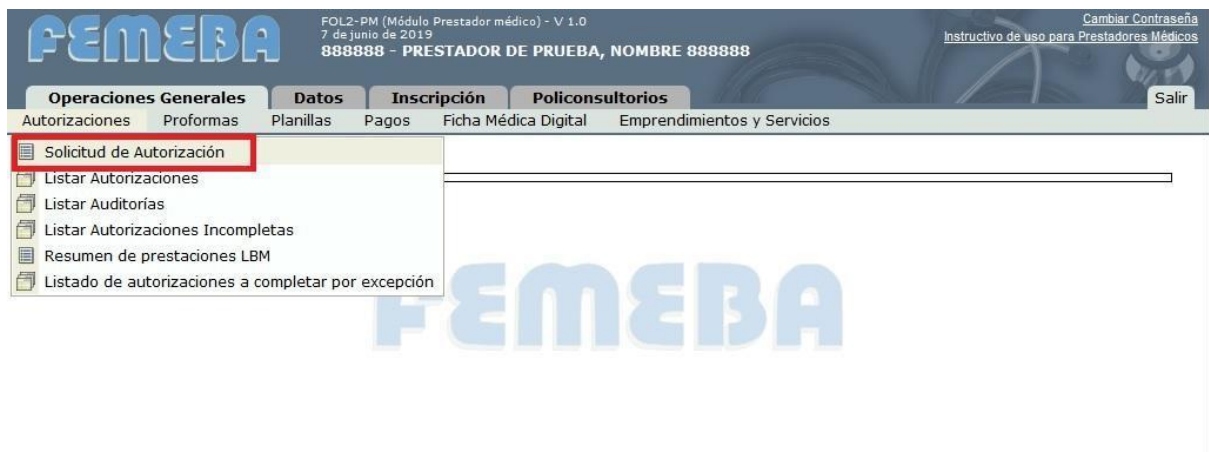 FEMEBA
FOL2-PM (Módulo Prestador médico) - V 1.0
7 de junio de 2019
888888 - PRESTADOR DE PRUEBA, NOMBRE 888888
Cambiar Contraseña
Instructivo de uso para Prestadores Médicos
Operaciones Generales Datos Inscripción Policonsultorios Salir
Autorizaciones Proformas Planillas Pagos Ficha Médica Digital Emprendimientos y Servicios
Solicitud de Autorización
Listar Autorizaciones
Listar Auditorías
Listar Autorizaciones Incompletas
Resumen de prestaciones LBM
Listado de autorizaciones a completar por excepción
FEMEBA